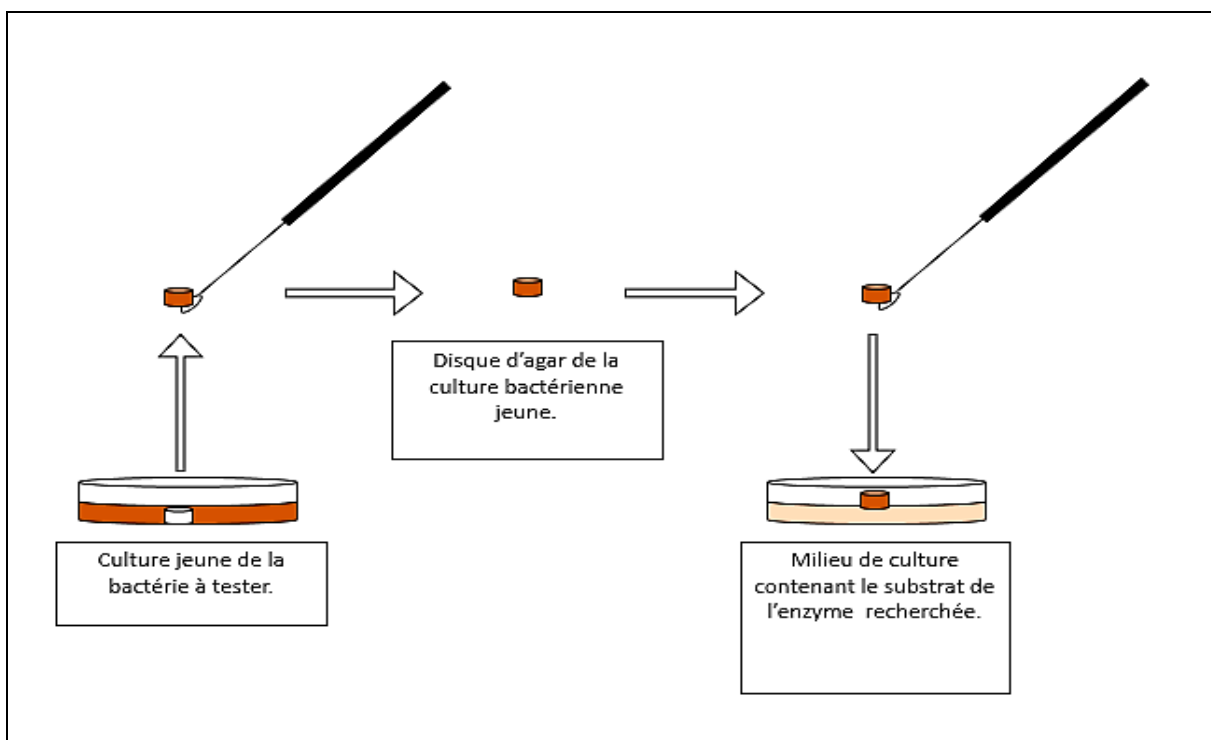 Disque d'agar de la
culture bactérienne
jeune.
Culture jeune de la
bactérie à tester.
Milieu de culture
contenant le substrat de
l'enzyme recherchée.